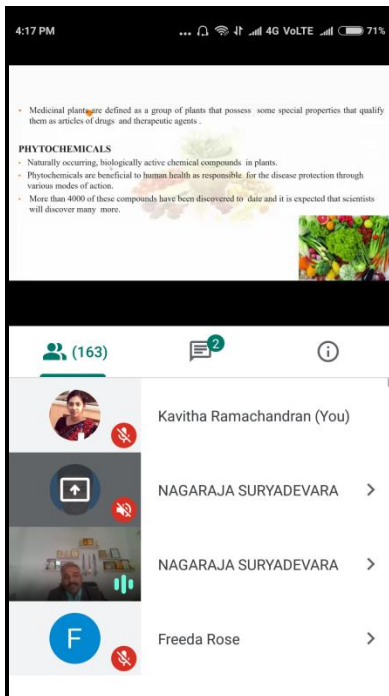 4:17 PM ... 4G VoLTE 71%
• Medicinal plants are defined as a group of plants that possess some special properties that qualify
them as articles of drugs and therapeutic agents .
PHYTOCHEMICALS
• Naturally occurring, biologically active chemical compounds in plants.
• Phytochemicals are beneficial to human health as responsible for the disease protection through
various modes of action.
• More than 4000 of these compounds have been discovered to date and it is expected that scientists
will discover many more.
(163) 2
Kavitha Ramachandran (You)
NAGARAJA SURYADEVARA
NAGARAJA SURYADEVARA
F Freeda Rose